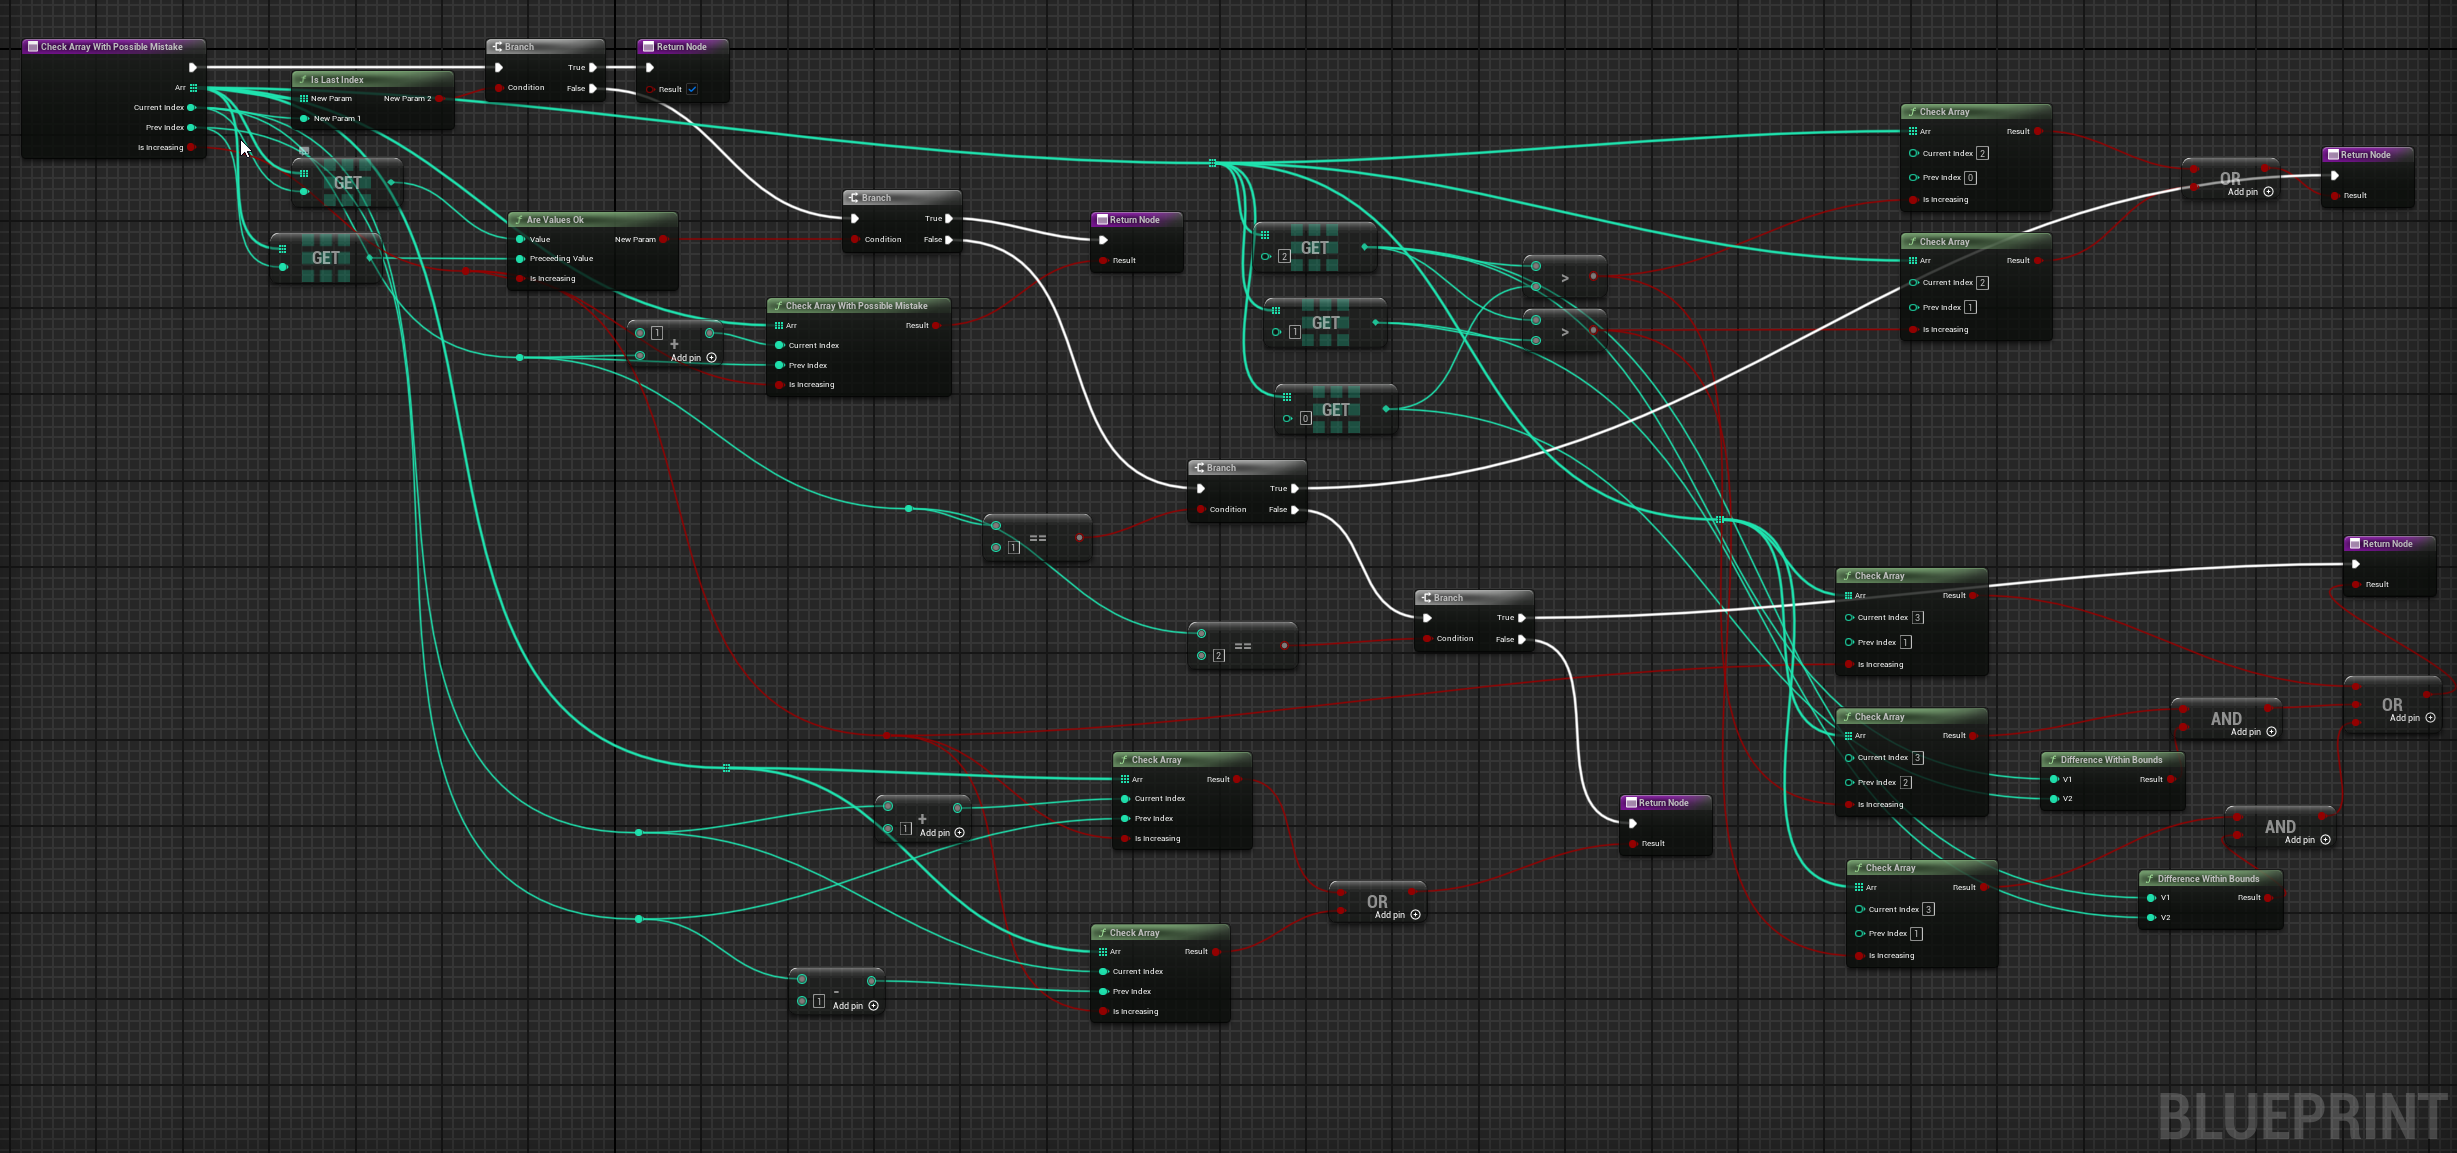 Check Array With Possible Mistake
Arr
Current Index
Prev Index
Is Increasing
Is Last Index
New Param
New Param 2
New Param 1
Branch
True
Condition
False
Return Node
Result
GET
GET
Are Values Ok
Value
New Param
Preceeding Value
Is Increasing
Branch
True
Condition
False
Return Node
Result
1
+
Add pin
Check Array With Possible Mistake
Arr
Result
Current Index
Prev Index
Is Increasing
GET
2
GET
1
GET
0
>
>
Check Array
Arr
Result
Current Index 2
Prev Index 0
Is Increasing
Check Array
Arr
Result
Current Index 2
Prev Index 1
Is Increasing
OR
Add pin
Return Node
Result
==
1
Branch
True
Condition
False
==
2
Branch
True
Condition
False
Return Node
Result
Check Array
Arr
Result
Current Index 3
Prev Index 1
Is Increasing
Check Array
Arr
Result
Current Index 3
Prev Index 2
Is Increasing
Check Array
Arr
Result
Current Index 3
Prev Index 1
Is Increasing
AND
Add pin
OR
Add pin
Difference Within Bounds
V1
Result
V2
AND
Add pin
Difference Within Bounds
V1
Result
V2
Check Array
Arr
Result
Current Index
Prev Index
Is Increasing
+
1
Add pin
Check Array
Arr
Result
Current Index
Prev Index
Is Increasing
-
1
Add pin
OR
Add pin
Return Node
Result
BLUEPRINT